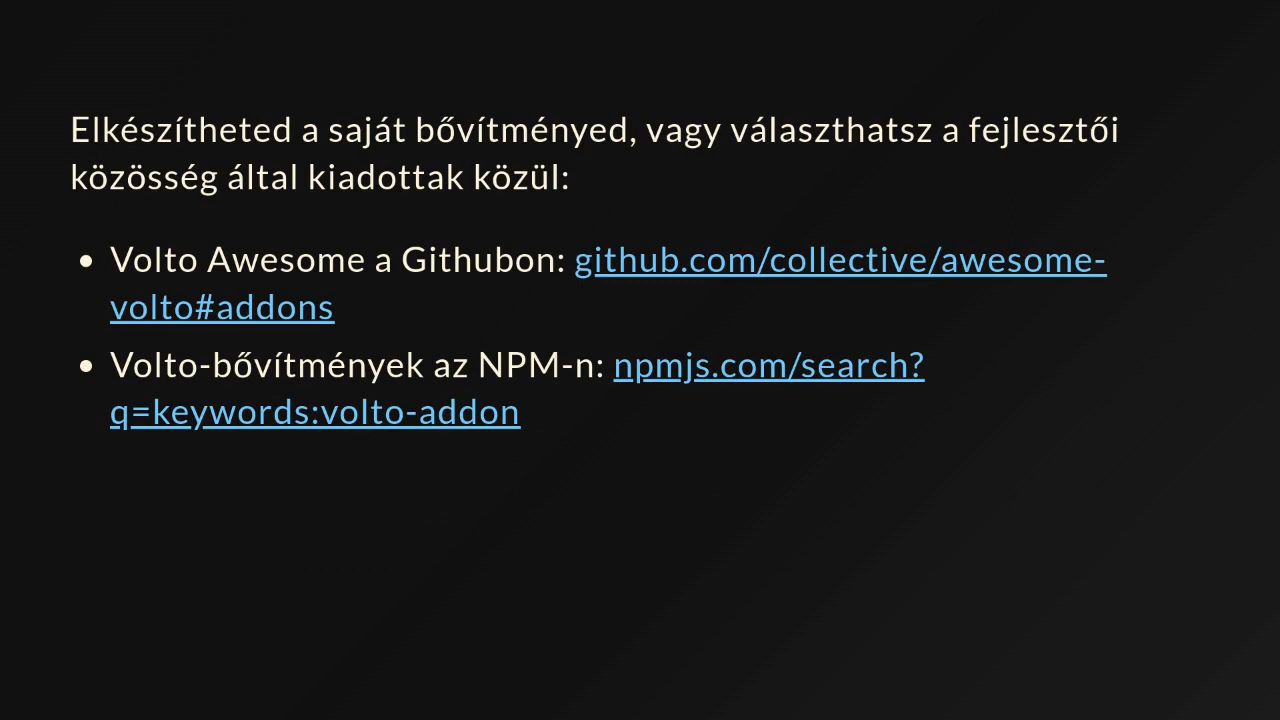 Elkészítheted a saját bővítményed, vagy választhatsz a fejlesztői
közösség által kiadottak közül:
• Volto Awesome a Githubon: github.com/collective/awesome-
volto#addons
• Volto-bővítmények az NPM-n: npmjs.com/search?
q=keywords:volto-addon